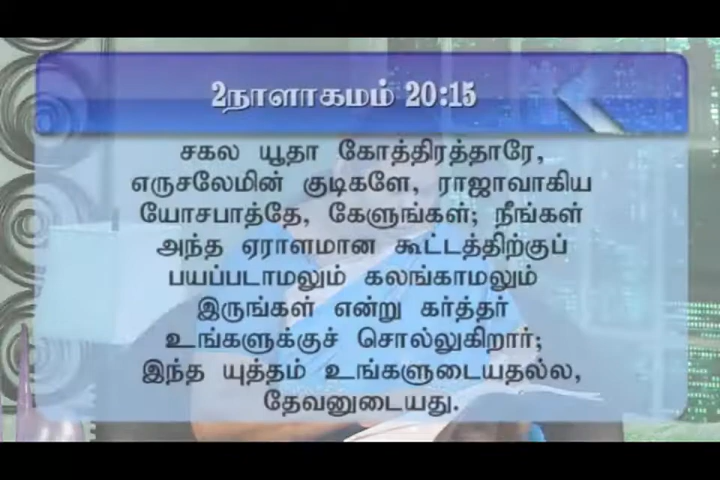 2நாளாகமம் 20:15
சகல யூதா கோத்திரத்தாரே,
எருசலேமின் குடிகளே, ராஜாவாகிய
யோசபாத்தே, கேளுங்கள்; நீங்கள்
அந்த ஏராளமான கூட்டத்திற்குப்
பயப்படாமலும் கலங்காமலும்
இருங்கள் என்று கர்த்தர்
உங்களுக்குச் சொல்லுகிறார்;
இந்த யுத்தம் உங்களுடையதல்ல,
தேவனுடையது.